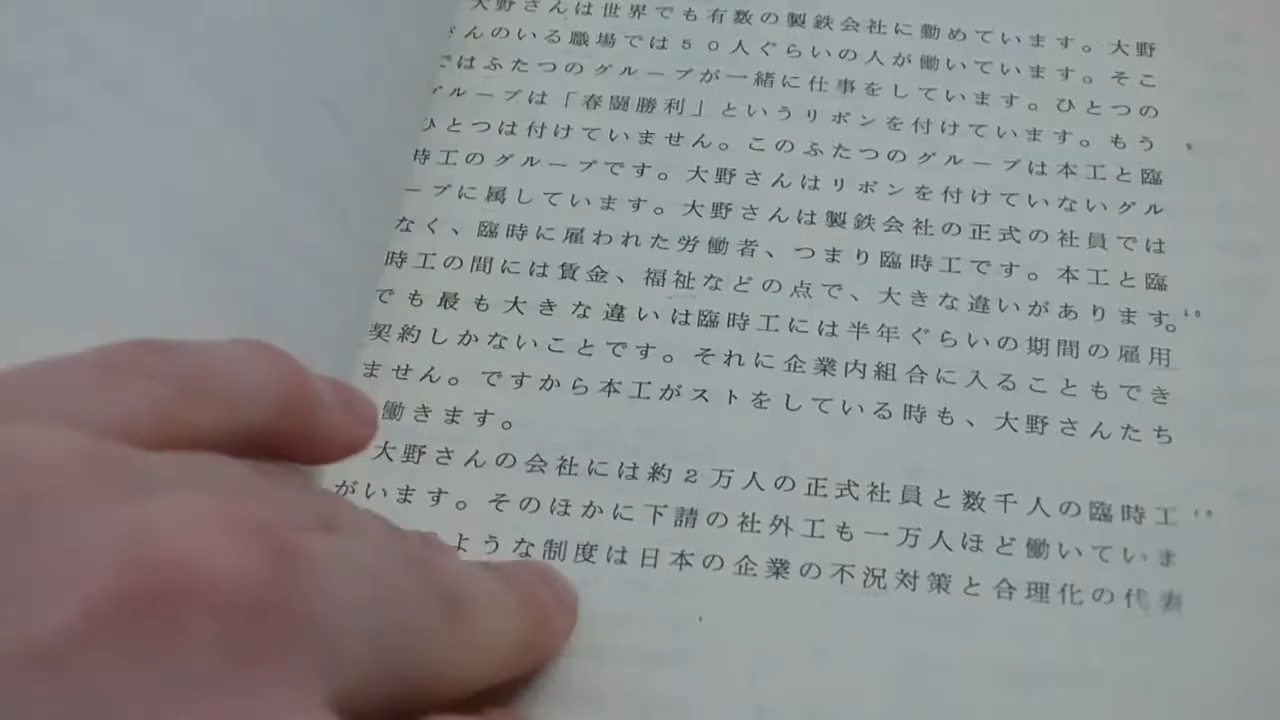 大野さんは世界でも有数の製鉄会社に勤めています。大野
さんのいる職場では50人ぐらいの人が働いています。そこ
ではふたつのグループが一緒に仕事をしています。ひとつの
グループは「春闘勝利」というリボンを付けています。もう
ひとつは付けていません。このふたつのグループは本工と臨
時工のグループです。大野さんはリボンを付けていないグル
ープに属しています。大野さんは製鉄会社の正式の社員では
なく、臨時に雇われた労働者、つまり臨時工です。本工と臨
時工の間には賃金、福祉などの点で、大きな違いがあります。10
でも最も大きな違いは臨時工には半年ぐらいの期間の雇用
契約しかないことです。それに企業内組合に入ることもでき
ません。ですから本工がストをしている時も、大野さんたち
働きます。
大野さんの会社には約2万人の正式社員と数千人の臨時工
がいます。そのほかに下請の社外工も一万人ほど働いていま
ような制度は日本の企業の不況対策と合理化の代表